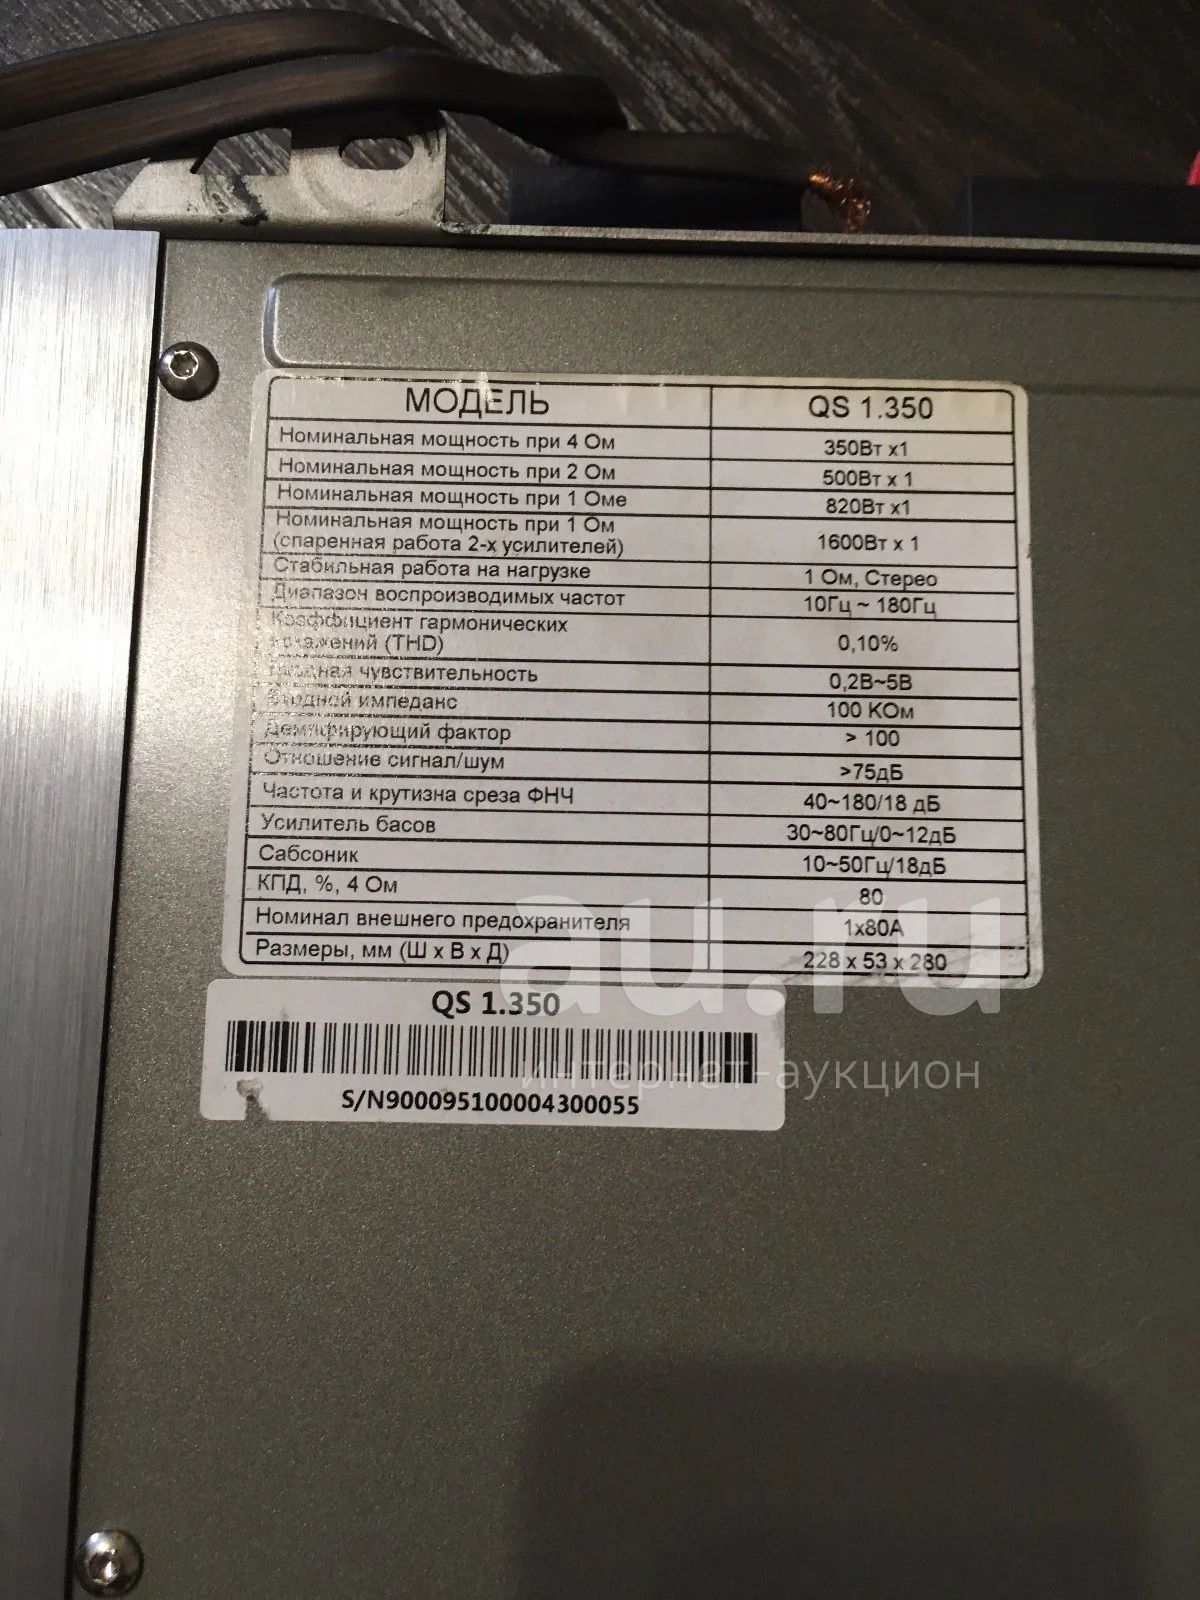 МОДЕЛЬ QS 1.350
Номинальная мощность при 4 Ом 350Вт x1
Номинальная мощность при 2 Ом 500Вт x 1
Номинальная мощность при 1 Оме 820Вт x1
Номинальная мощность при 1 Ом
(спаренная работа 2-х усилителей) 1600Вт x 1
Стабильная работа на нагрузке 1 Ом, Стерео
Диапазон воспроизводимых частот 10Гц ~ 180Гц
Коэффициент гармонических
искажений (THD) 0,10%
Входная чувствительность 0,2В~5В
Входной импеданс 100 КОм
Демпфирующий фактор > 100
Отношение сигнал/шум >75дБ
Частота и крутизна среза ФНЧ 40~180/18 дБ
Усилитель басов 30~80Гц/0~12дБ
Сабсоник 10~50Гц/18дБ
КПД, %, 4 Ом 80
Номинал внешнего предохранителя 1x80А
Размеры, мм (Ш x В x Д) 228 x 53 x 280
QS 1.350
S/N900095100004300055
au.ru
интернет-аукцион